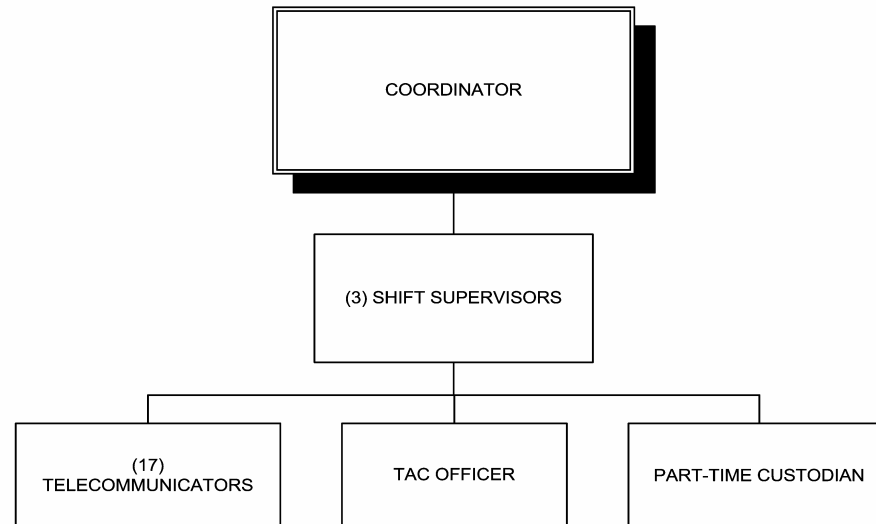 COORDINATOR
(3) SHIFT SUPERVISORS
(17)
TELECOMMUNICATORS
TAC OFFICER
PART-TIME CUSTODIAN